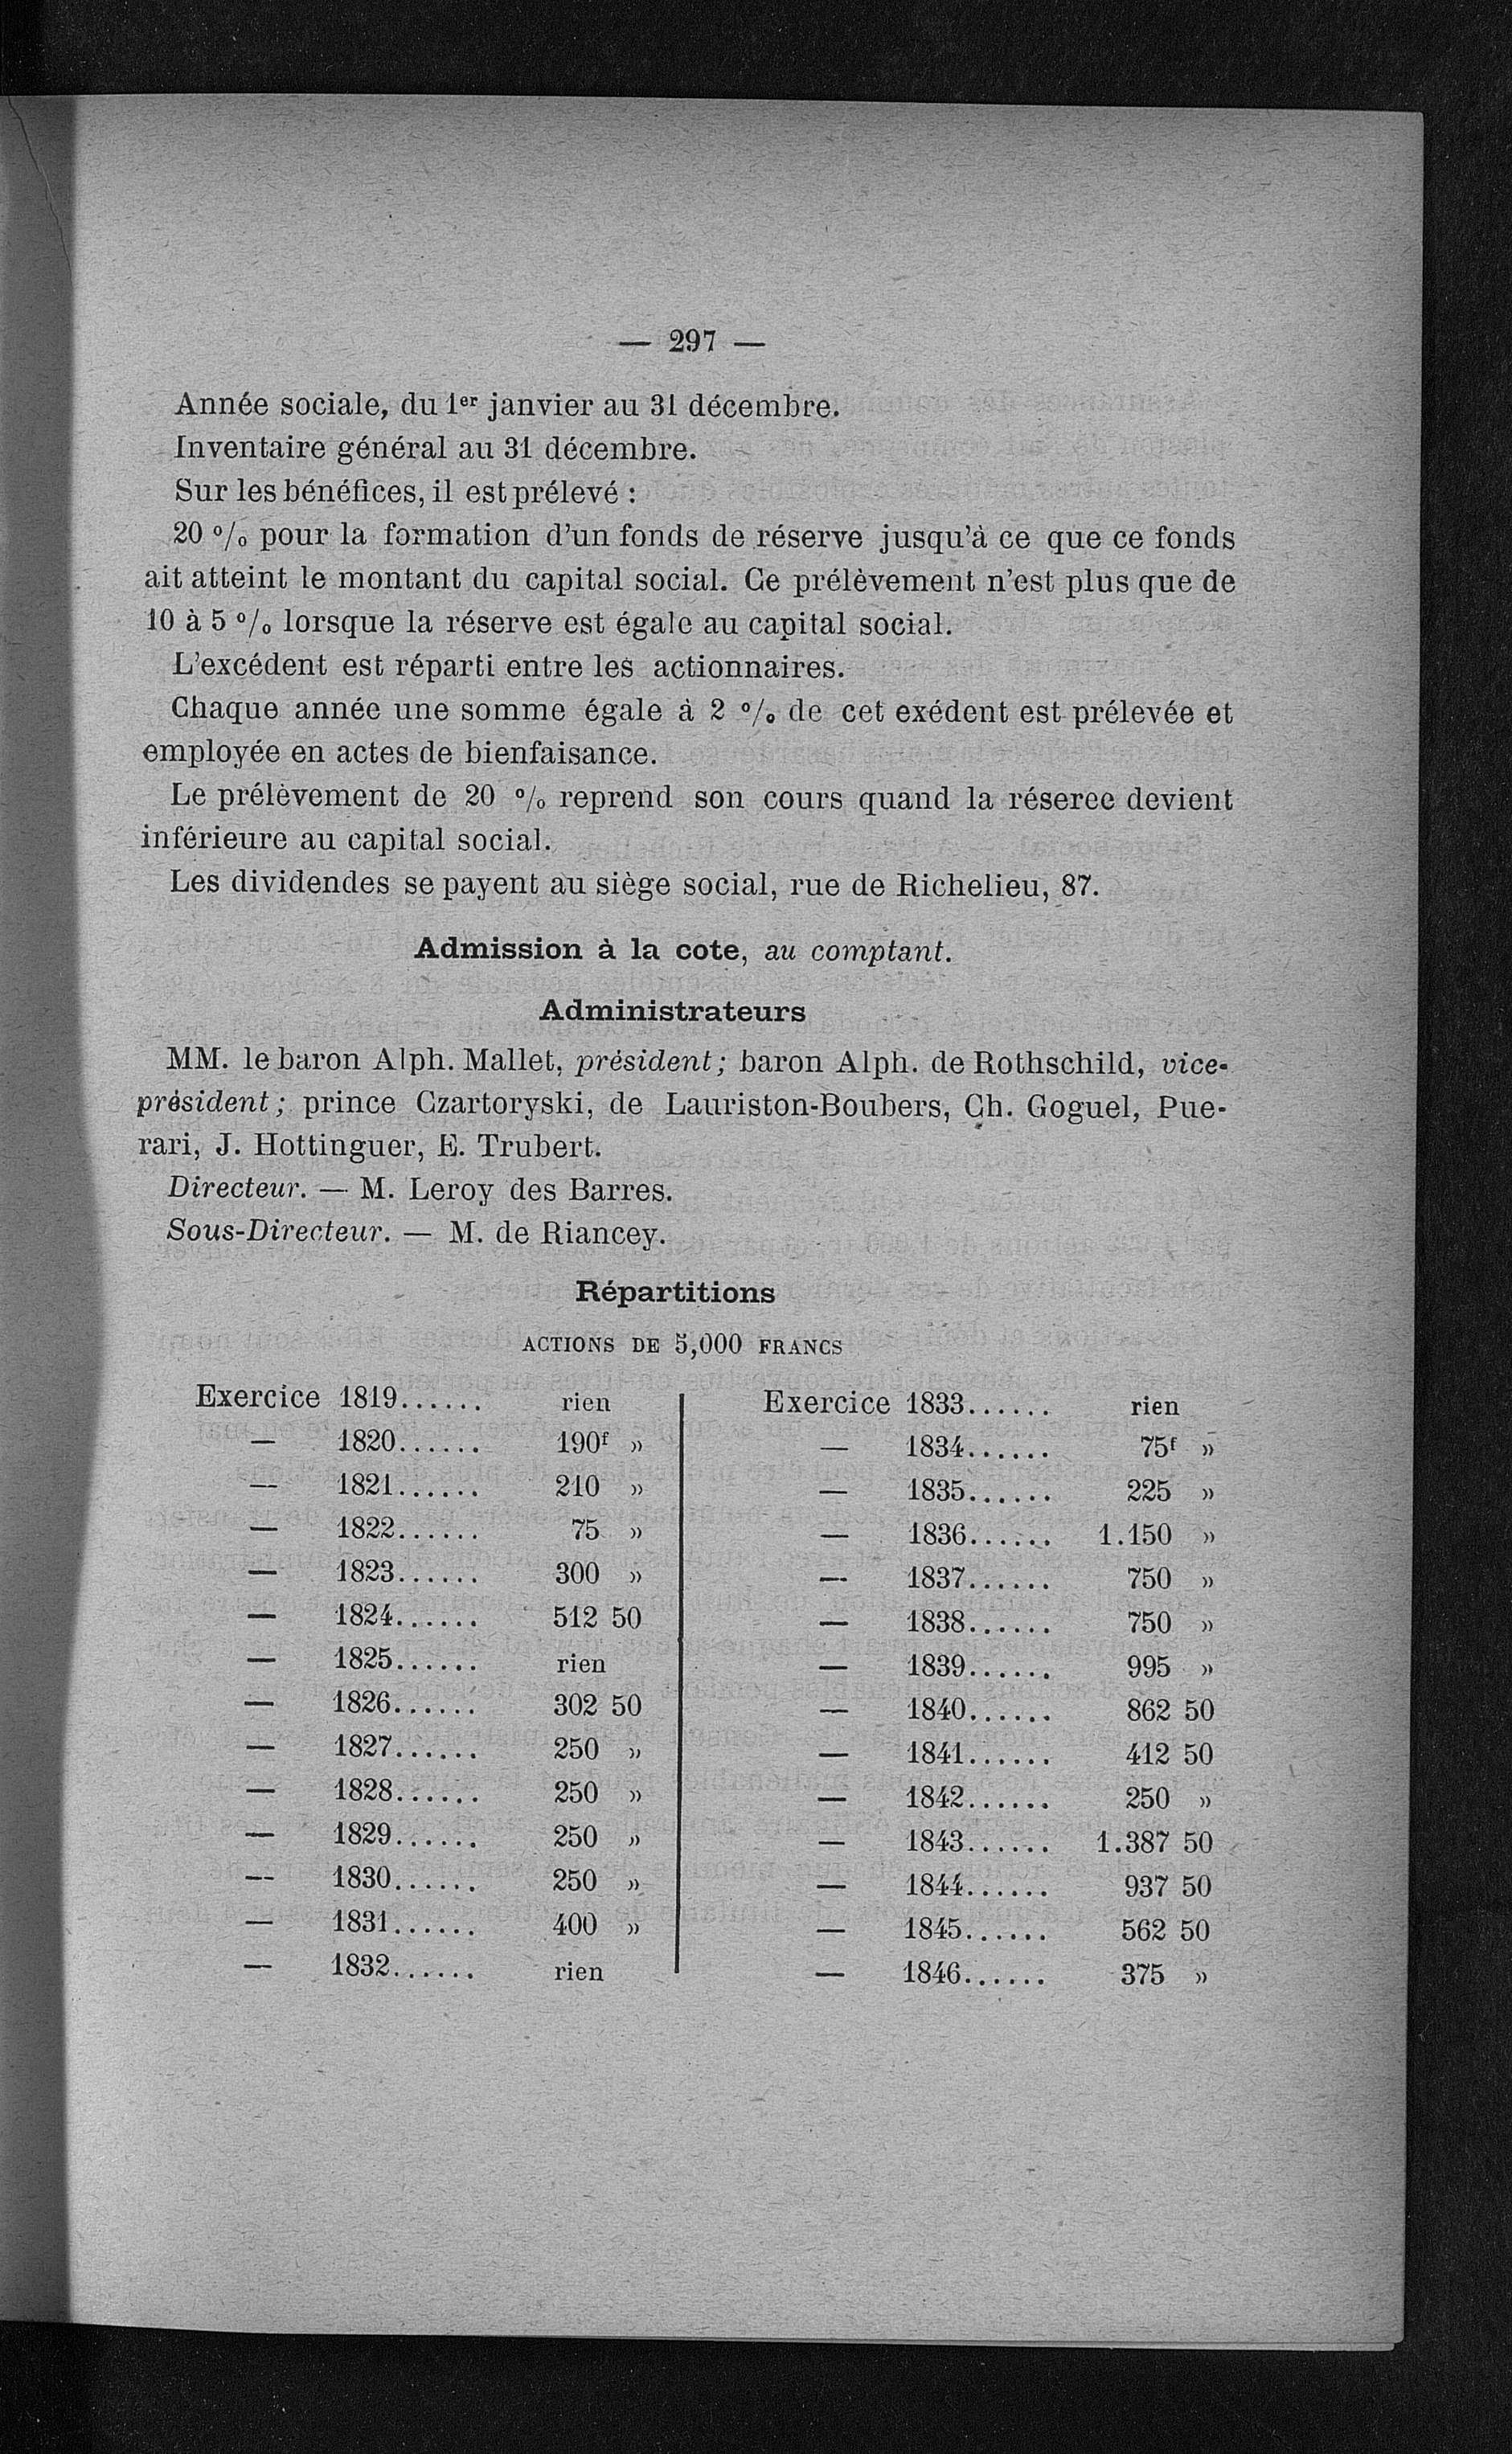 — 297 —
Année sociale, du 1er janvier au 31 décembre.
Inventaire général au 31 décembre.
Sur les bénéfices, il est prélevé :
20 % pour la formation d'un fonds de réserve jusqu'à ce que ce fonds
ait atteint le montant du capital social. Ce prélèvement n'est plus que de
10 à 5 % lorsque la réserve est égale au capital social.
L'excédent est réparti entre les actionnaires.
Chaque année une somme égale à 2 % de cet exédent est prélevée et
employée en actes de bienfaisance.
Le prélèvement de 20 % reprend son cours quand la réseree devient
inférieure au capital social.
Les dividendes se payent au siège social, rue de Richelieu, 87.
Admission à la cote, au comptant.
Administrateurs
MM. le baron Alph. Mallet, président; baron Alph. de Rothschild, vice-
président; prince Czartoryski, de Lauriston-Boubers, Ch. Goguel, Pue-
rari, J. Hottinguer, E. Trubert.
Directeur. — M. Leroy des Barres.
Sous-Directeur. — M. de Riancey.
Répartitions
ACTIONS DE 5,000 FRANCS
Exercice 1819...... rien
— 1820...... 190f »
— 1821...... 210 »
— 1822...... 75 »
— 1823...... 300 »
— 1824...... 512 50
— 1825...... rien
— 1826...... 302 50
— 1827...... 250 »
— 1828...... 250 »
— 1829...... 250 »
— 1830...... 250 »
— 1831...... 400 »
— 1832...... rien
Exercice 1833...... rien
— 1834...... 75f »
— 1835...... 225 »
— 1836...... 1.150 »
— 1837...... 750 »
— 1838...... 750 »
— 1839...... 995 »
— 1840...... 862 50
— 1841...... 412 50
— 1842...... 250 »
— 1843...... 1.387 50
— 1844...... 937 50
— 1845...... 562 50
— 1846...... 375 »